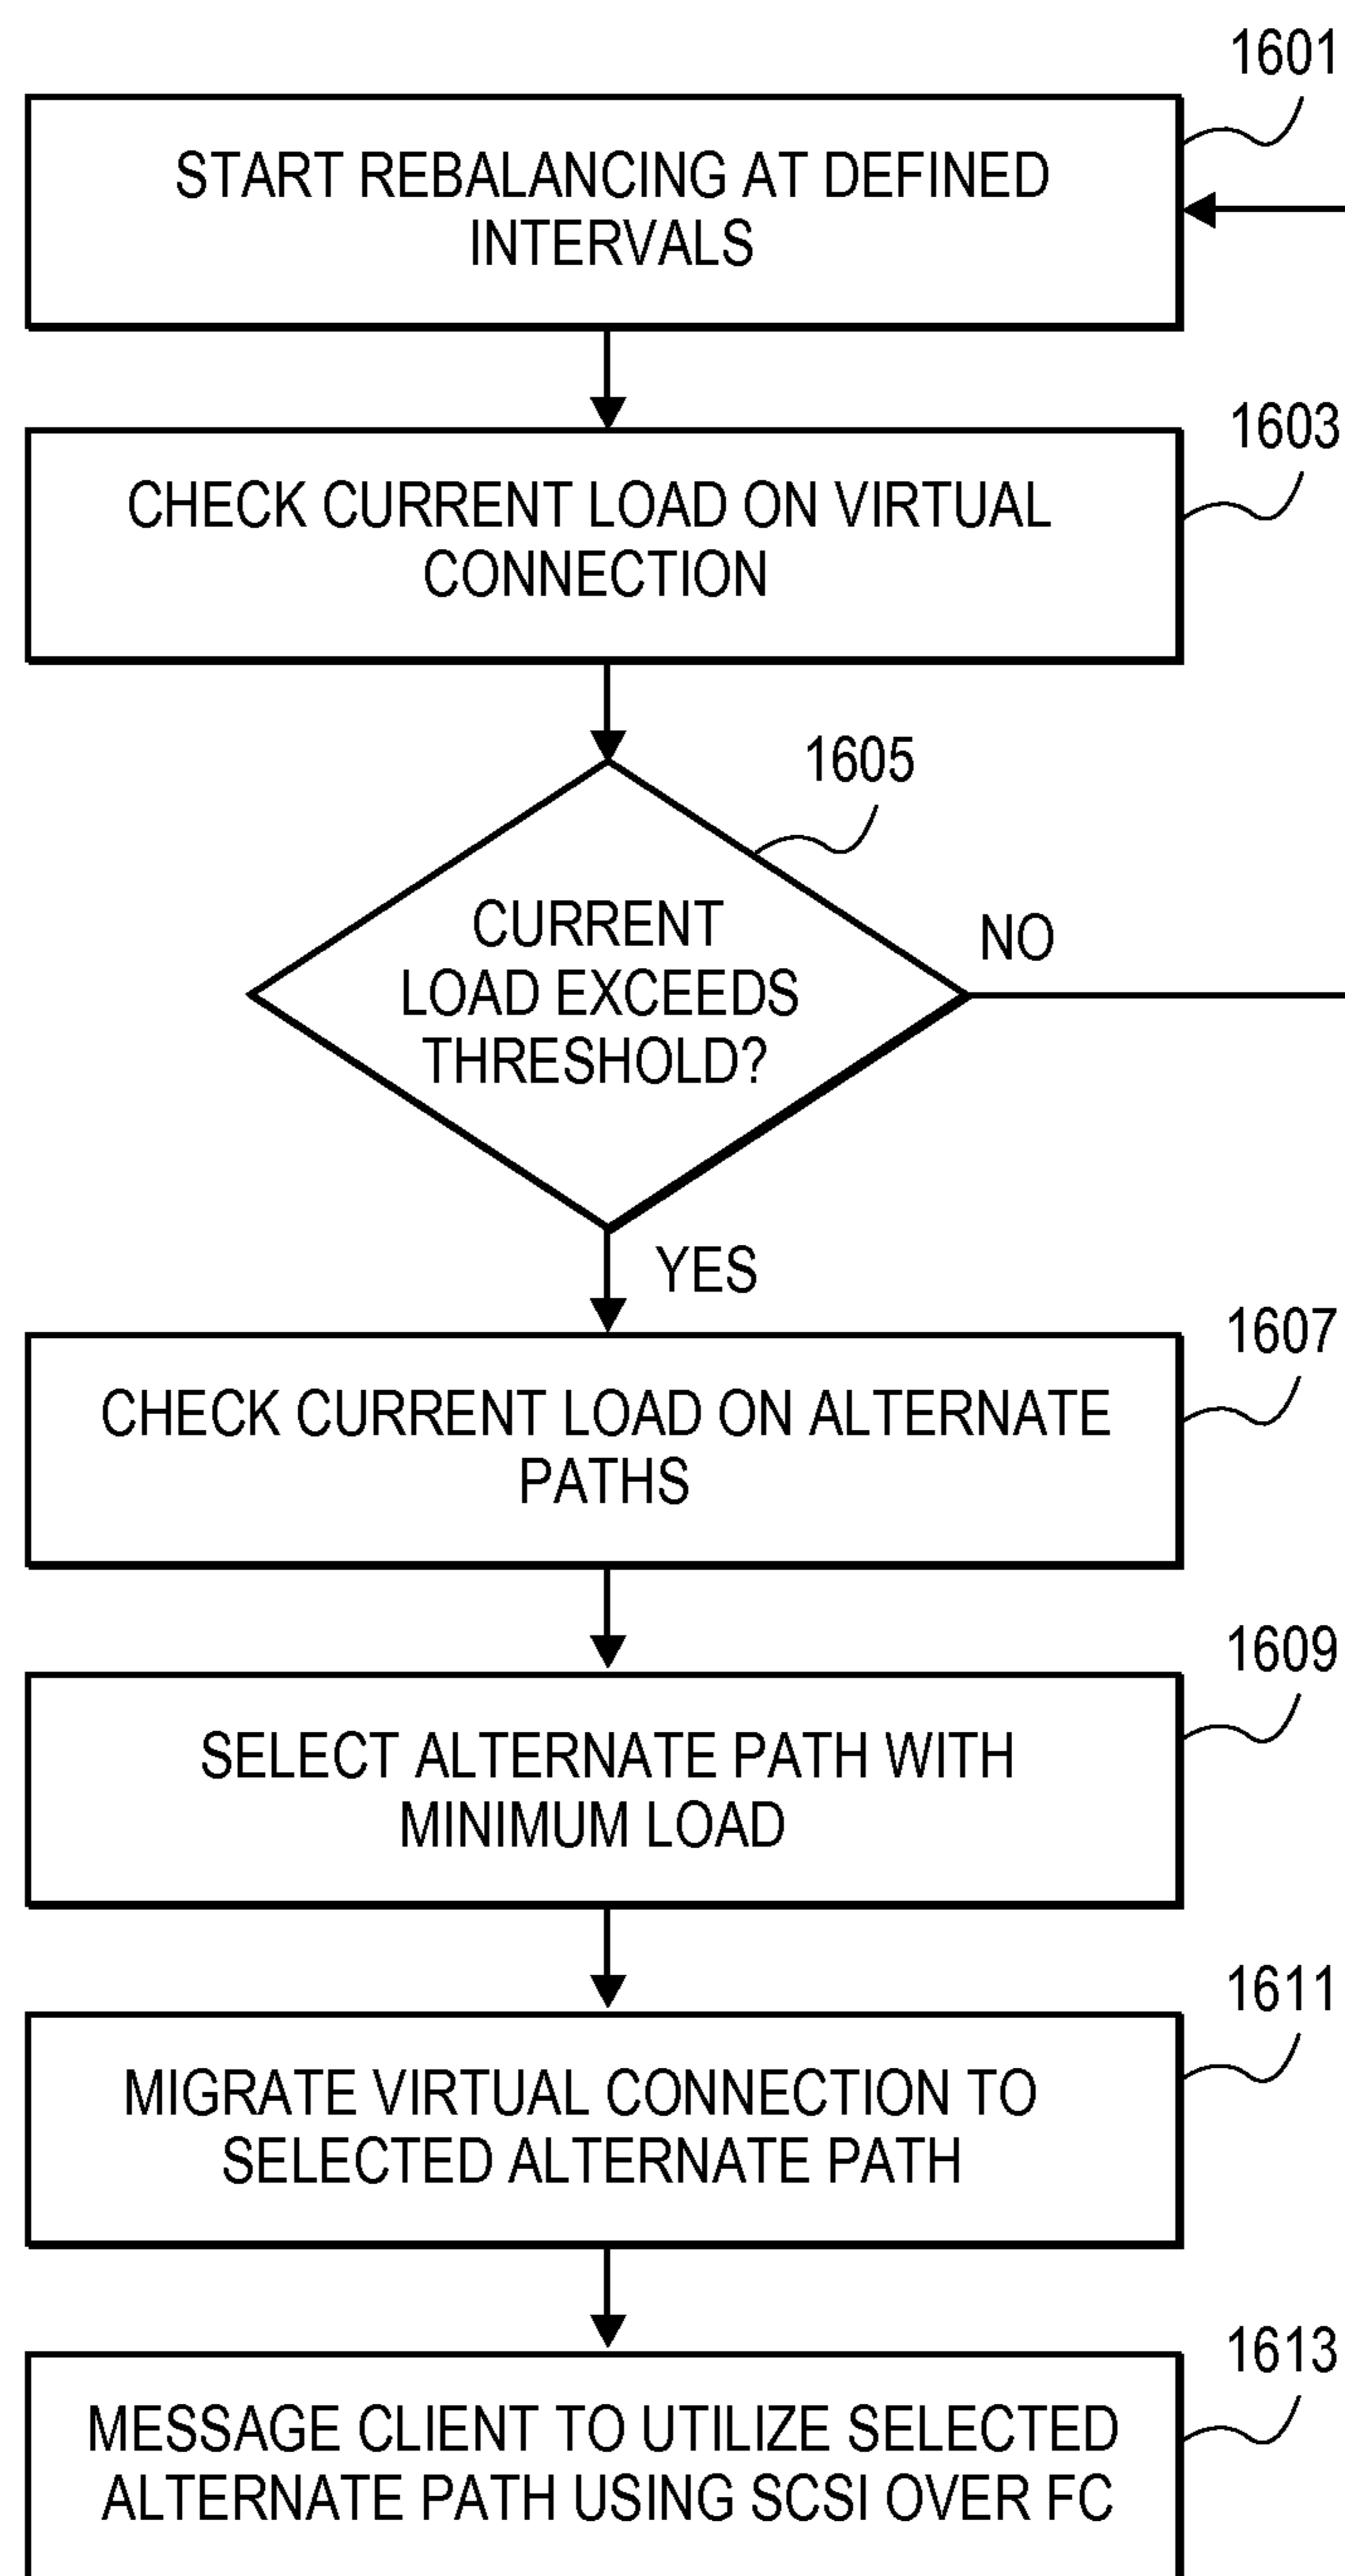 1601
START REBALANCING AT DEFINED
INTERVALS
1603
CHECK CURRENT LOAD ON VIRTUAL
CONNECTION
1605
CURRENT
LOAD EXCEEDS
THRESHOLD?
NO
YES
1607
CHECK CURRENT LOAD ON ALTERNATE
PATHS
1609
SELECT ALTERNATE PATH WITH
MINIMUM LOAD
1611
MIGRATE VIRTUAL CONNECTION TO
SELECTED ALTERNATE PATH
1613
MESSAGE CLIENT TO UTILIZE SELECTED
ALTERNATE PATH USING SCSI OVER FC